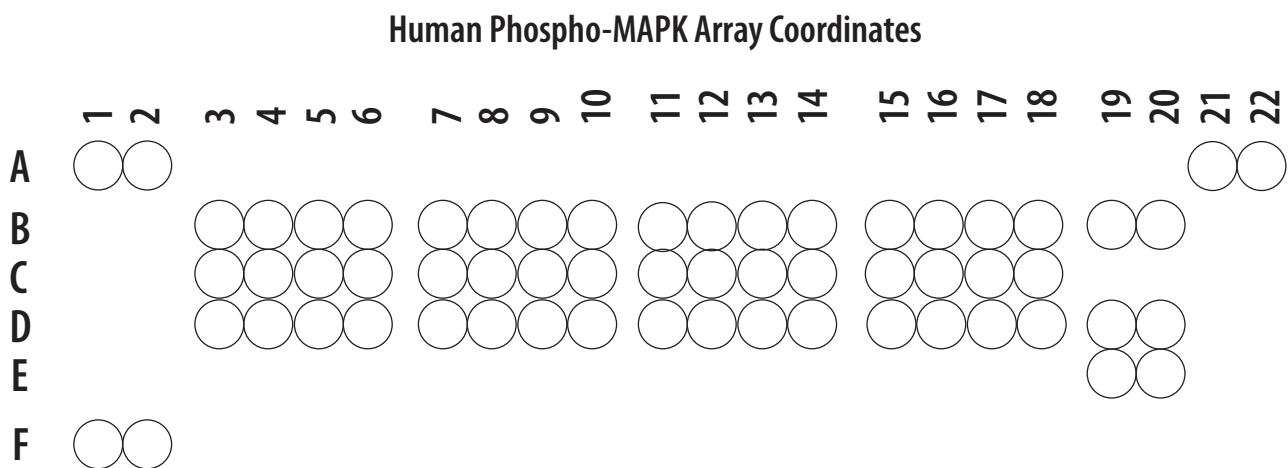 Human Phospho-MAPK Array Coordinates
1 2 3 4 5 6 7 8 9 10 11 12 13 14 15 16 17 18 19 20 21 22
A
B
C
D
E
F